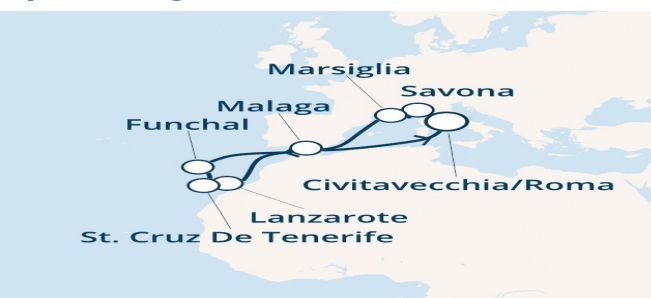 Marsiglia
Savona
Malaga
Funchal
Civitavecchia/Roma
Lanzarote
St. Cruz De Tenerife